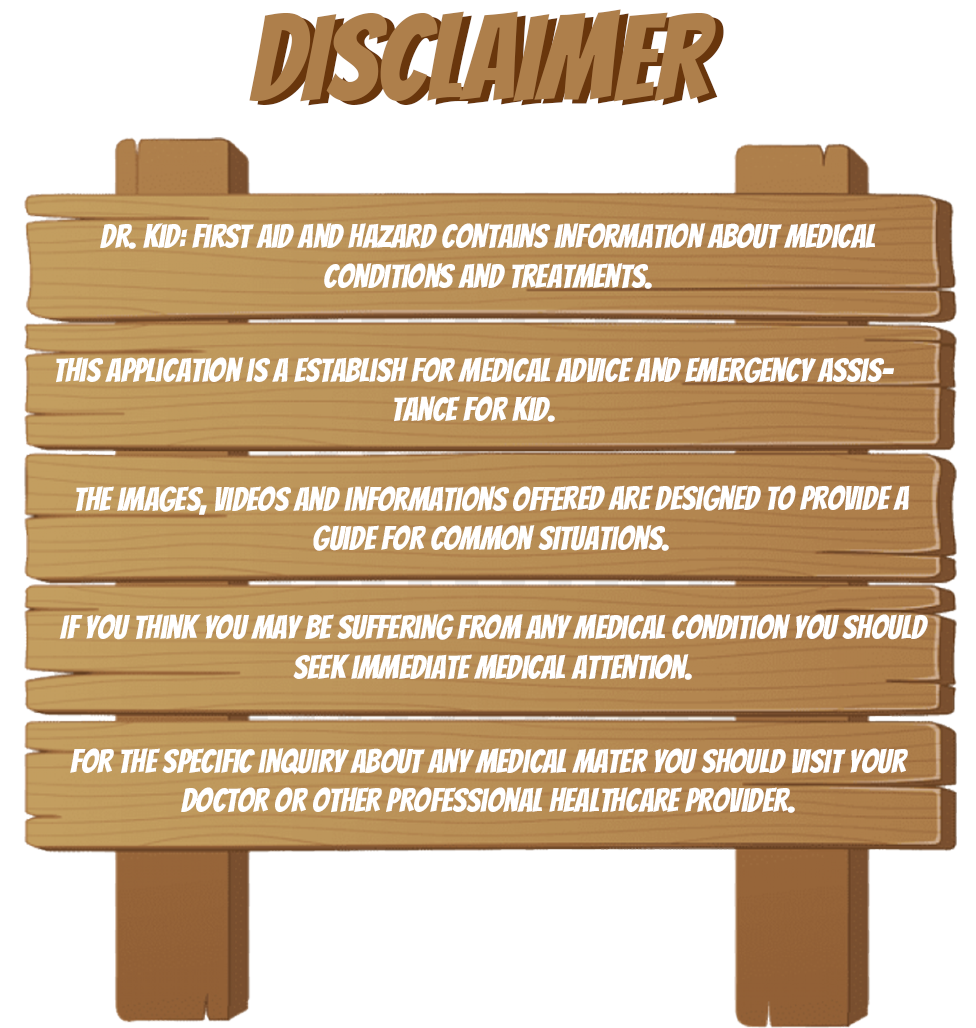 DISCLAIMER
DR. KID: FIRST AID AND HAZARD CONTAINS INFORMATION ABOUT MEDICAL
CONDITIONS AND TREATMENTS.
THIS APPLICATION IS A ESTABLISH FOR MEDICAL ADVICE AND EMERGENCY ASSIS-
TANCE FOR KID.
THE IMAGES, VIDEOS AND INFORMATIONS OFFERED ARE DESIGNED TO PROVIDE A
GUIDE FOR COMMON SITUATIONS.
IF YOU THINK YOU MAY BE SUFFERING FROM ANY MEDICAL CONDITION YOU SHOULD
SEEK IMMEDIATE MEDICAL ATTENTION.
FOR THE SPECIFIC INQUIRY ABOUT ANY MEDICAL MATER YOU SHOULD VISIT YOUR
DOCTOR OR OTHER PROFESSIONAL HEALTHCARE PROVIDER.